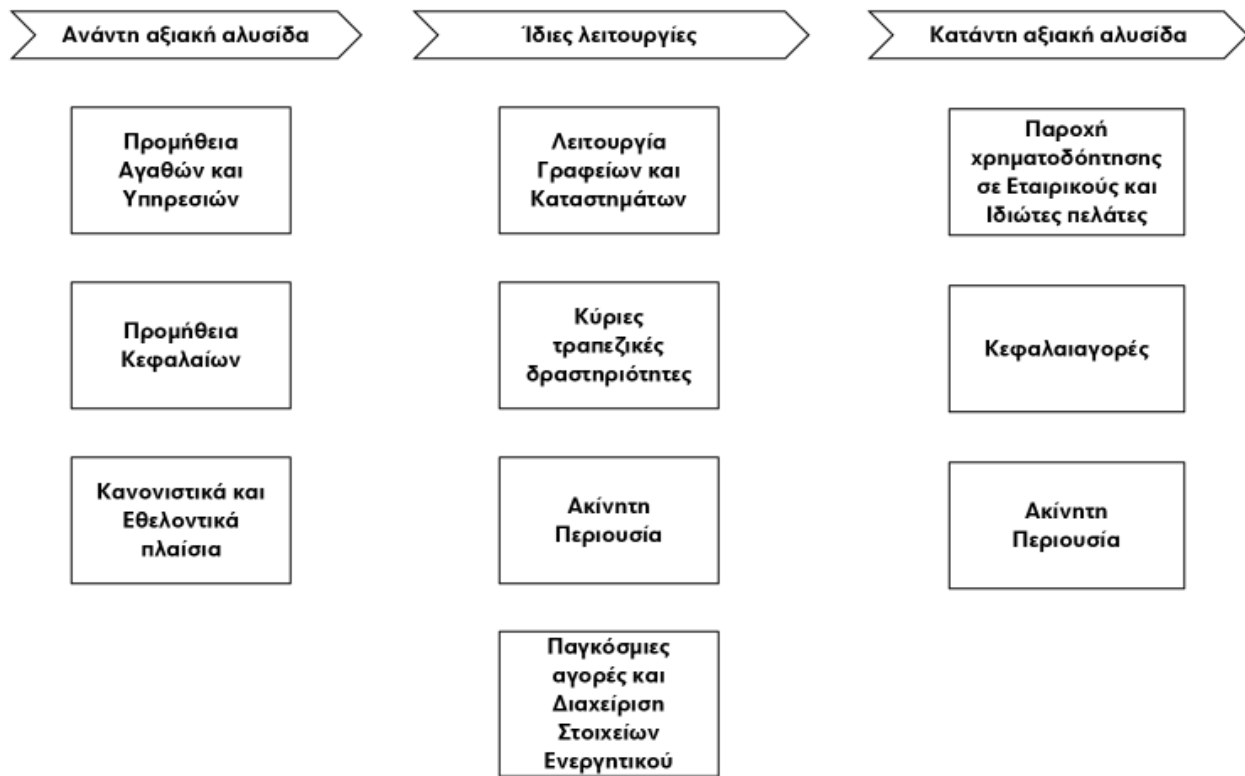 Ανάντη αξιακή αλυσίδα
Ίδιες λειτουργίες
Κατάντη αξιακή αλυσίδα
Προμήθεια
Αγαθών και
Υπηρεσιών
Λειτουργία
Γραφείων και
Καταστημάτων
Παροχή
χρηματοδόητησης
σε Εταιρικούς και
Ιδιώτες πελάτες
Προμήθεια
Κεφαλαίων
Κύριες
τραπεζικές
δραστηριότητες
Κεφαλαιαγορές
Κανονιστικά και
Εθελοντικά
πλαίσια
Ακίνητη
Περιουσία
Ακίνητη
Περιουσία
Παγκόσμιες
αγορές και
Διαχείριση
Στοιχείων
Ενεργητικού